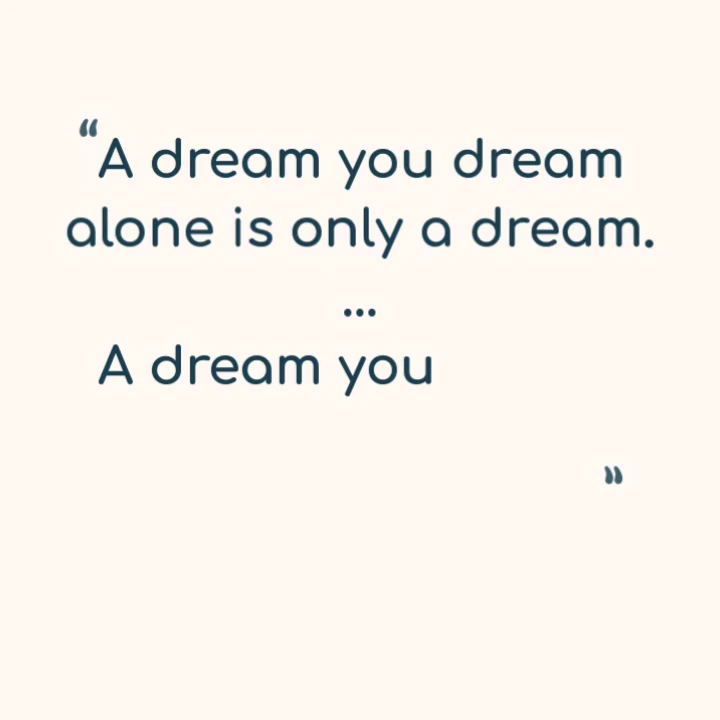 “A dream you dream
alone is only a dream.
...
A dream you
”